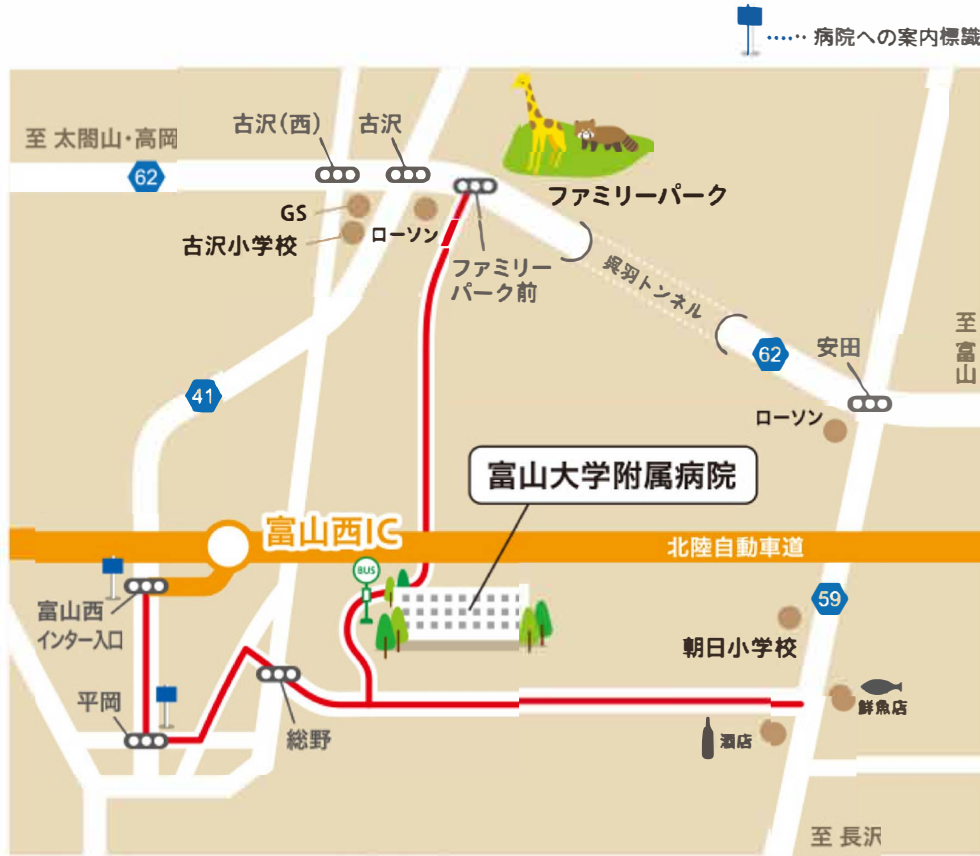 病院への案内標識
至 太閤山・高岡
古沢(西)
古沢
62
GS
古沢小学校
ローソン
ファミリーパーク
ファミリー
パーク前
呉羽トンネル
62
安田
至
富
山
41
ローソン
富山大学附属病院
富山西IC
北陸自動車道
BUS
富山西
インター入口
59
朝日小学校
平岡
総野
鮮魚店
酒店
至 長沢